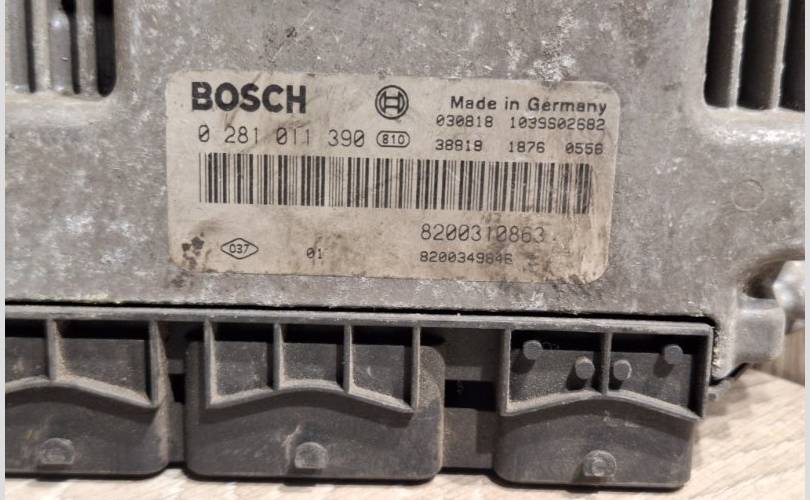 BOSCH
Made in Germany
030818 1039S02682
0 281 011 390 810
38819 1876 0556
8200310863
037 01
8200349846